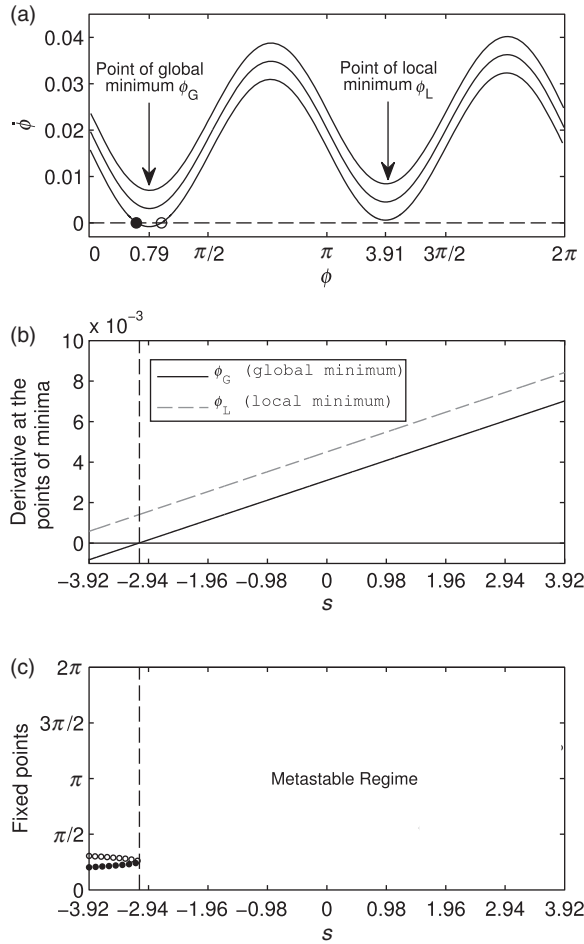 (a)
0.04
0.03
0.02
0.01
0
ϕ̇
Point of global
minimum ϕG
Point of local
minimum ϕL
0 0.79 π/2 π 3.91 3π/2 2π
ϕ
(b)
x 10−3
10
8
6
4
2
0
Derivative at the
points of minima
ϕG (global minimum)
ϕL (local minimum)
−3.92 −2.94 −1.96 −0.98 0 0.98 1.96 2.94 3.92
s
(c)
2π
3π/2
π
π/2
0
Fixed points
Metastable Regime
−3.92 −2.94 −1.96 −0.98 0 0.98 1.96 2.94 3.92
s